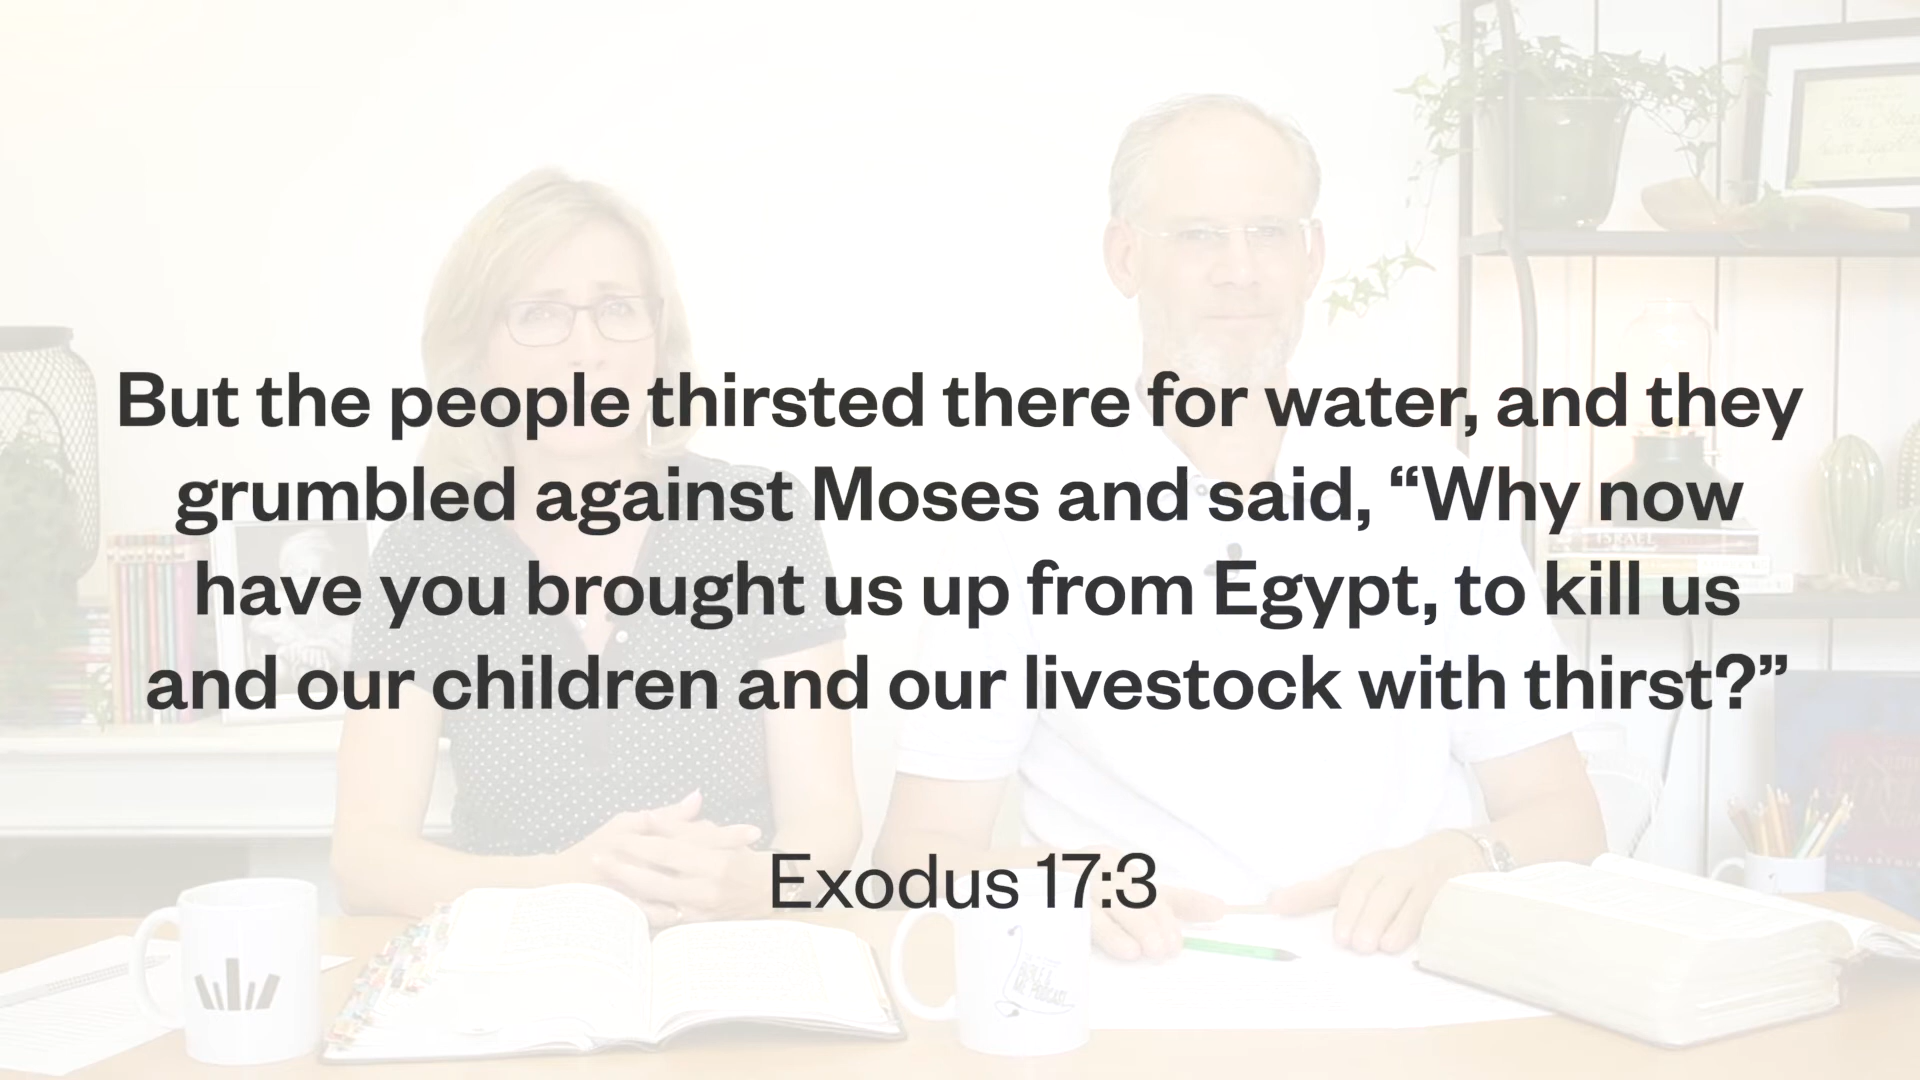 But the people thirsted there for water, and they
grumbled against Moses and said, “Why now
have you brought us up from Egypt, to kill us
and our children and our livestock with thirst?”
Exodus 17:3
ISRAEL